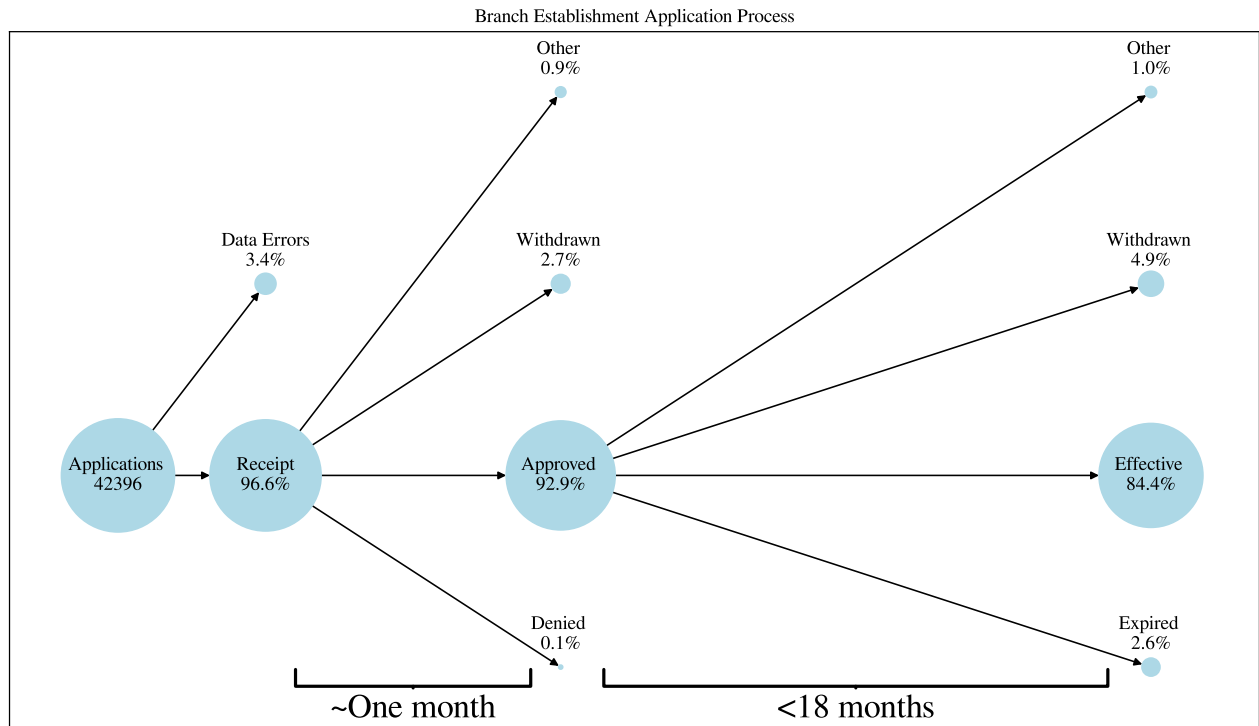 Branch Establishment Application Process
Other
0.9%
Other
1.0%
Data Errors
3.4%
Withdrawn
2.7%
Withdrawn
4.9%
Applications
42396
Receipt
96.6%
Approved
92.9%
Effective
84.4%
Denied
0.1%
Expired
2.6%
~One month
<18 months